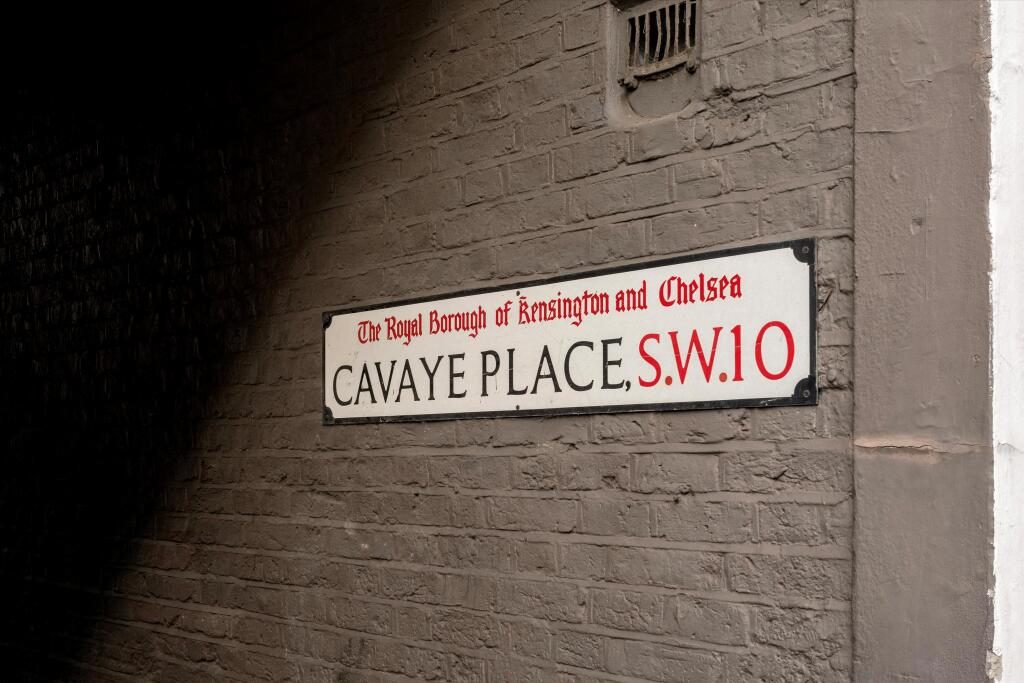 The Royal Borough of Kensington and Chelsea
CAVAYE PLACE, S.W.10